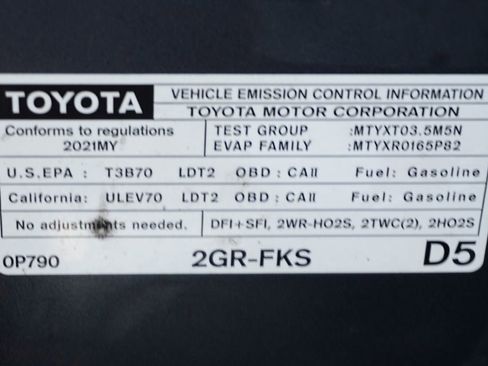 TOYOTA
VEHICLE EMISSION CONTROL INFORMATION
TOYOTA MOTOR CORPORATION
Conforms to regulations
2021MY
TEST GROUP :MTYXT03.5M5N
EVAP FAMILY :MTYXR0165P82
U.S.EPA : T3B70 LDT2 OBD : CAII Fuel: Gasoline
California: ULEV70 LDT2 OBD : CAII Fuel: Gasoline
No adjustments needed. DFI+SFI, 2WR-HO2S, 2TWC(2), 2HO2S
0P790 2GR-FKS D5